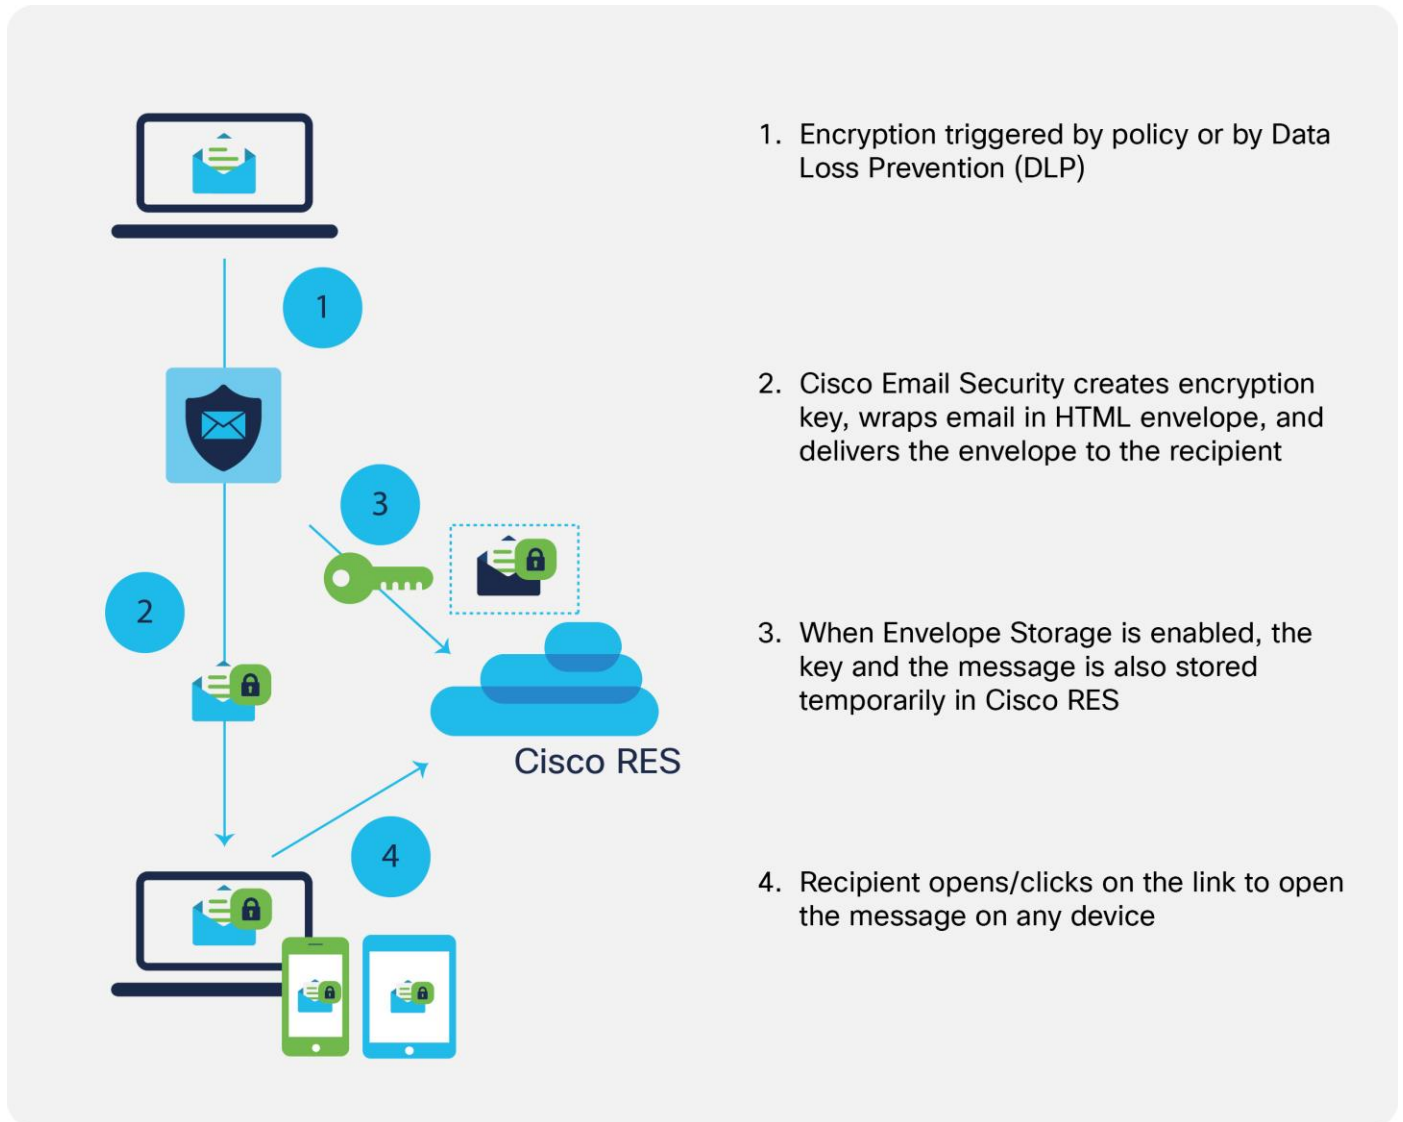 1
2
3
4
Cisco RES
1. Encryption triggered by policy or by Data
Loss Prevention (DLP)
2. Cisco Email Security creates encryption
key, wraps email in HTML envelope, and
delivers the envelope to the recipient
3. When Envelope Storage is enabled, the
key and the message is also stored
temporarily in Cisco RES
4. Recipient opens/clicks on the link to open
the message on any device